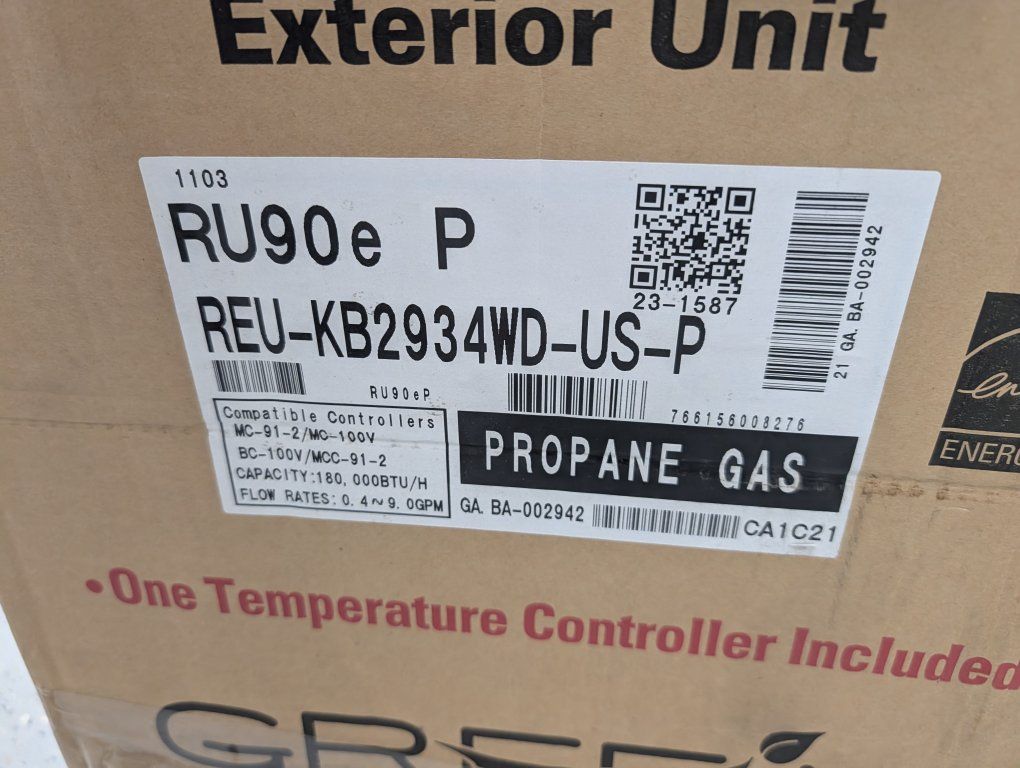 Exterior Unit
1103
RU90e P
23-1587
REU-KB2934WD-US-P
21 GA. BA-002942
RU90eP
766156008276
Compatible Controllers
MC-91-2/MC-100V
BC-100V/MCC-91-2
CAPACITY:180,000BTU/H
FLOW RATES:0.4~9.0GPM
PROPANE GAS
GA. BA-002942
CA1C21
•One Temperature Controller Included